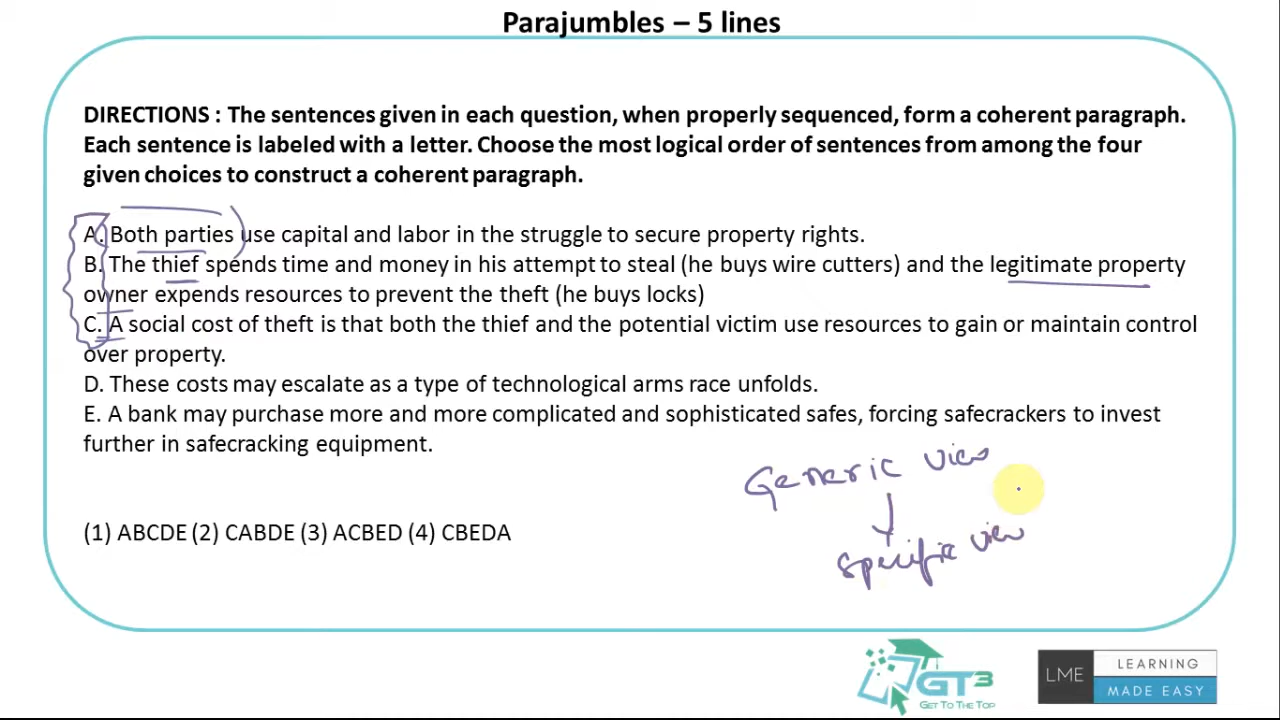 Parajumbles – 5 lines
DIRECTIONS : The sentences given in each question, when properly sequenced, form a coherent paragraph.
Each sentence is labeled with a letter. Choose the most logical order of sentences from among the four
given choices to construct a coherent paragraph.
A. Both parties use capital and labor in the struggle to secure property rights.
B. The thief spends time and money in his attempt to steal (he buys wire cutters) and the legitimate property
owner expends resources to prevent the theft (he buys locks)
C. A social cost of theft is that both the thief and the potential victim use resources to gain or maintain control
over property.
D. These costs may escalate as a type of technological arms race unfolds.
E. A bank may purchase more and more complicated and sophisticated safes, forcing safecrackers to invest
further in safecracking equipment.
Generic view
specific view
(1) ABCDE (2) CABDE (3) ACBED (4) CBEDA
GT3
GET TO THE TOP
LME
LEARNING
MADE EASY